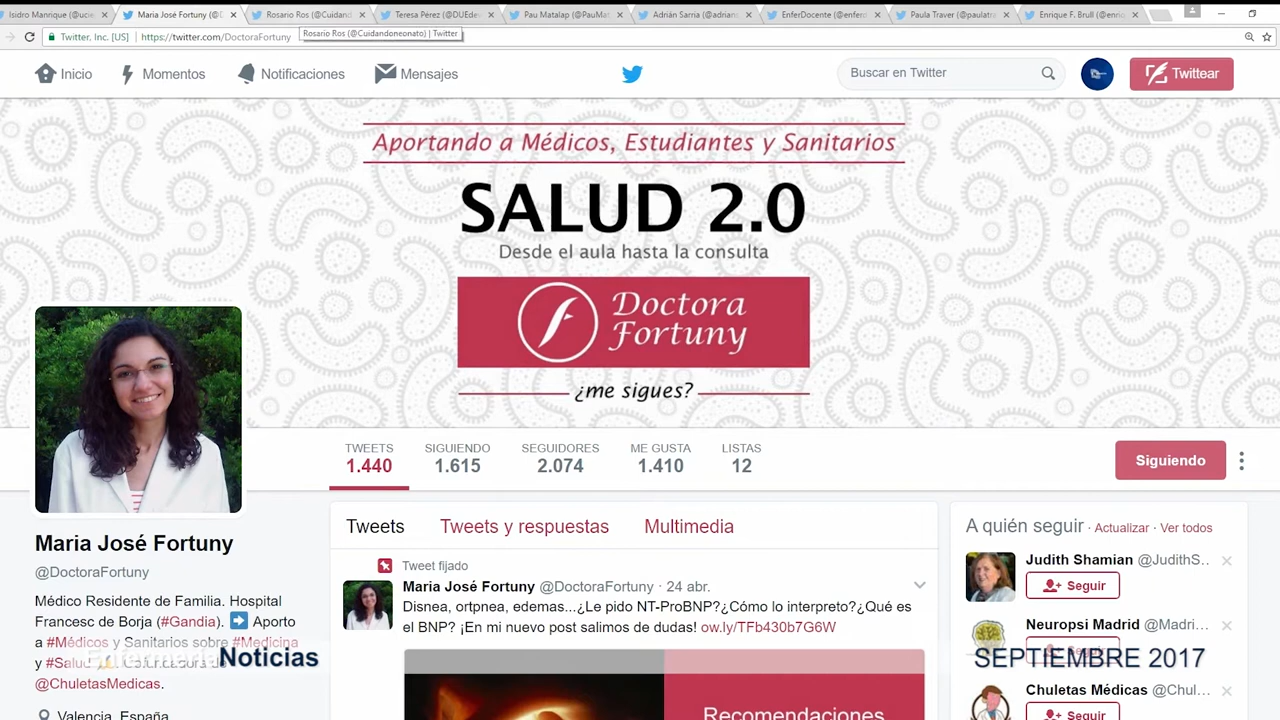 Isidro Manrique (@ucie
Maria José Fortuny (@D
Rosario Ros (@Cuidand
Teresa Pérez (@DUEde
Pau Matalap (@PauMat
Adrián Sarria (@adrian
EnferDocente (@enferd
Paula Traver (@paulatra
Enrique F. Brull (@enriq
Twitter, Inc. [US]
https://twitter.com/DoctoraFortuny
Rosario Ros (@Cuidandoneonato) | Twitter
Inicio
Momentos
Notificaciones
Mensajes
Buscar en Twitter
Twittear
Aportando a Médicos, Estudiantes y Sanitarios
SALUD 2.0
Desde el aula hasta la consulta
Doctora
Fortuny
¿me sigues?
TWEETS
1.440
SIGUIENDO
1.615
SEGUIDORES
2.074
ME GUSTA
1.410
LISTAS
12
Siguiendo
Maria José Fortuny
@DoctoraFortuny
Médico Residente de Familia. Hospital
Francesc de Borja (#Gandia). Aporto
a #Médicos y Sanitarios sobre #Medicina
@ChuletasMedicas.
Valencia, España
Tweets
Tweets y respuestas
Multimedia
Tweet fijado
Maria José Fortuny @DoctoraFortuny · 24 abr.
Disnea, ortpnea, edemas...¿Le pido NT-ProBNP?¿Cómo lo interpreto?¿Qué es
el BNP? ¡En mi nuevo post salimos de dudas! ow.ly/TFb430b7G6W
Recomendaciones
A quién seguir · Actualizar · Ver todos
Judith Shamian @JudithS..
Seguir
Neuropsi Madrid @Madri...
Chuletas Médicas @Chul...
Seguir
Enfermería Noticias
SEPTIEMBRE 2017